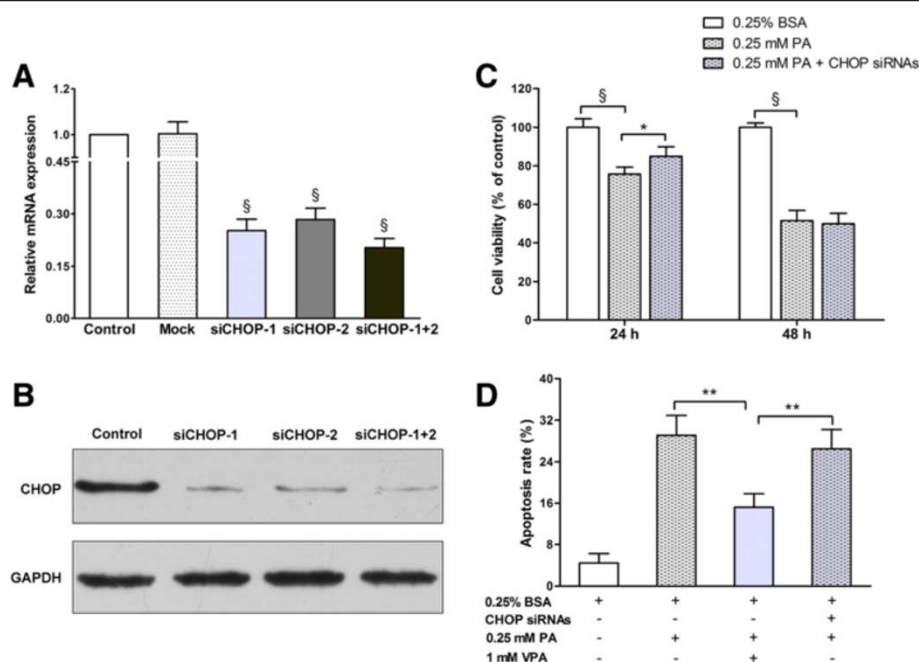 A
1.2
1.0
0.45
0.30
0.15
0.00
Relative mRNA expression
§
§
§
Control Mock siCHOP-1 siCHOP-2 siCHOP-1+2
B
Control siCHOP-1 siCHOP-2 siCHOP-1+2
CHOP
GAPDH
0.25% BSA
0.25 mM PA
0.25 mM PA + CHOP siRNAs
C
120
100
80
60
40
20
0
Cell viability (% of control)
§
*
§
24 h 48 h
D
40
32
24
16
8
0
Apoptosis rate (%)
**
**
0.25% BSA + + + +
CHOP siRNAs - - - +
0.25 mM PA - + + +
1 mM VPA - - + -